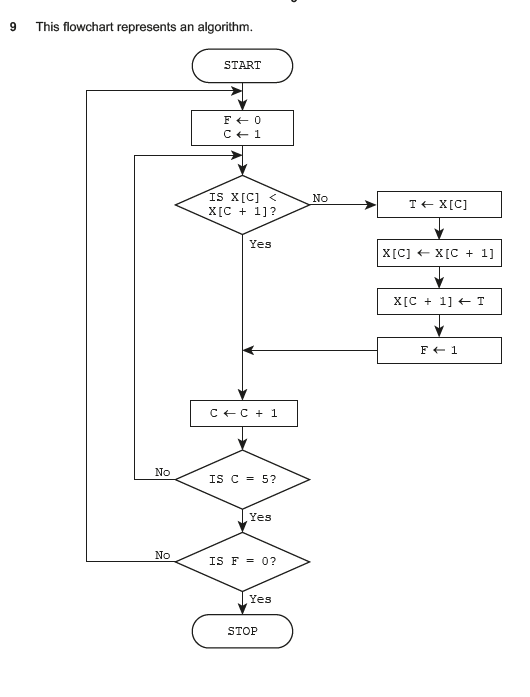 9 This flowchart represents an algorithm.
START
F ← 0
C ← 1
IS X[C] <
X[C + 1]?
No
Yes
T ← X[C]
X[C] ← X[C + 1]
X[C + 1] ← T
F ← 1
C ← C + 1
IS C = 5?
No
Yes
IS F = 0?
No
Yes
STOP